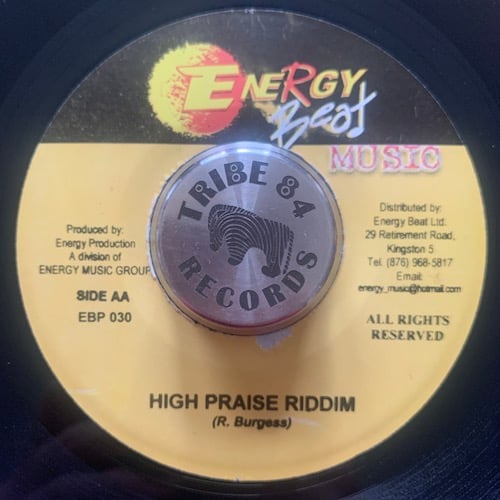 ENERGY
Beat
MUSIC
TRIBE 84
RECORDS
Produced by:
Energy Production
A division of
ENERGY MUSIC GROUP
SIDE AA
EBP 030
Distributed by:
Energy Beat Ltd.
29 Retirement Road,
Kingston 5
Tel. (876) 968-5817
Email:
energy_music@hotmail.com
ALL RIGHTS
RESERVED
HIGH PRAISE RIDDIM
(R. Burgess)